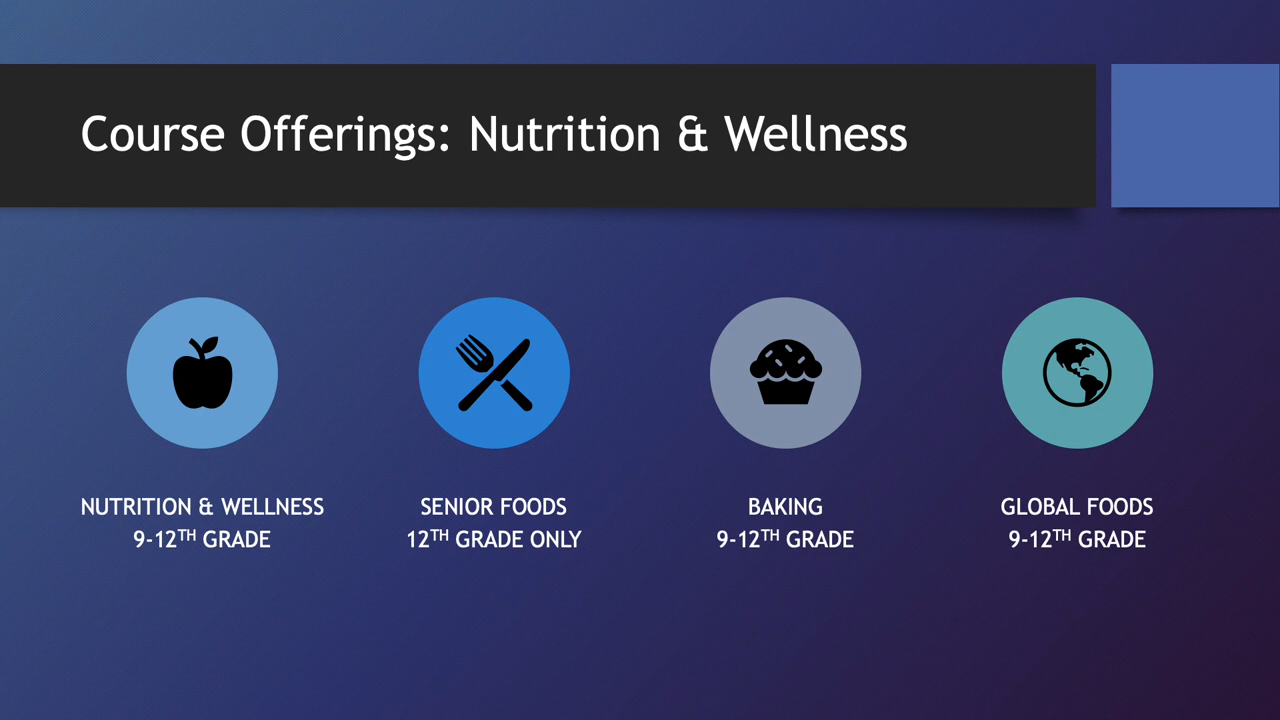 Course Offerings: Nutrition & Wellness
NUTRITION & WELLNESS
9-12TH GRADE
SENIOR FOODS
12TH GRADE ONLY
BAKING
9-12TH GRADE
GLOBAL FOODS
9-12TH GRADE